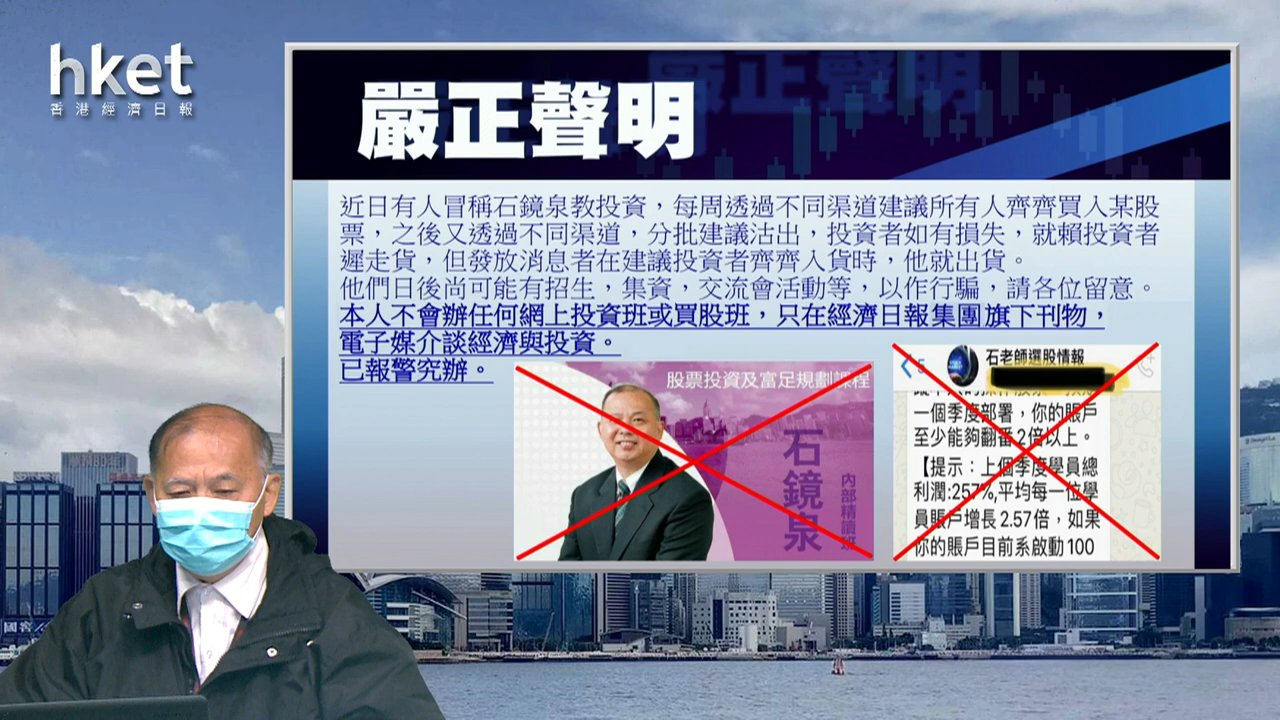 hket
香港經濟日報
嚴正聲明
近日有人冒稱石鏡泉教投資，每周透過不同渠道建議所有人齊齊買入某股
票，之後又透過不同渠道，分批建議沽出，投資者如有損失，就賴投資者
遲走貨，但發放消息者在建議投資者齊齊入貨時，他就出貨。
他們日後尚可能有招生，集資，交流會活動等，以作行騙，請各位留意。
本人不會辦任何網上投資班或買股班，只在經濟日報集團旗下刊物，
電子媒介談經濟與投資。
已報警究辦。
股票投資及富足規劃課程
石鏡泉
內部精讀班
石老師選股情報
一個季度部署，你的賬戶
至少能夠翻番2倍以上。
【提示：上個季度學員總
利潤:257%,平均每一位學
員賬戶增長2.57倍，如果
你的賬戶目前系啟動100